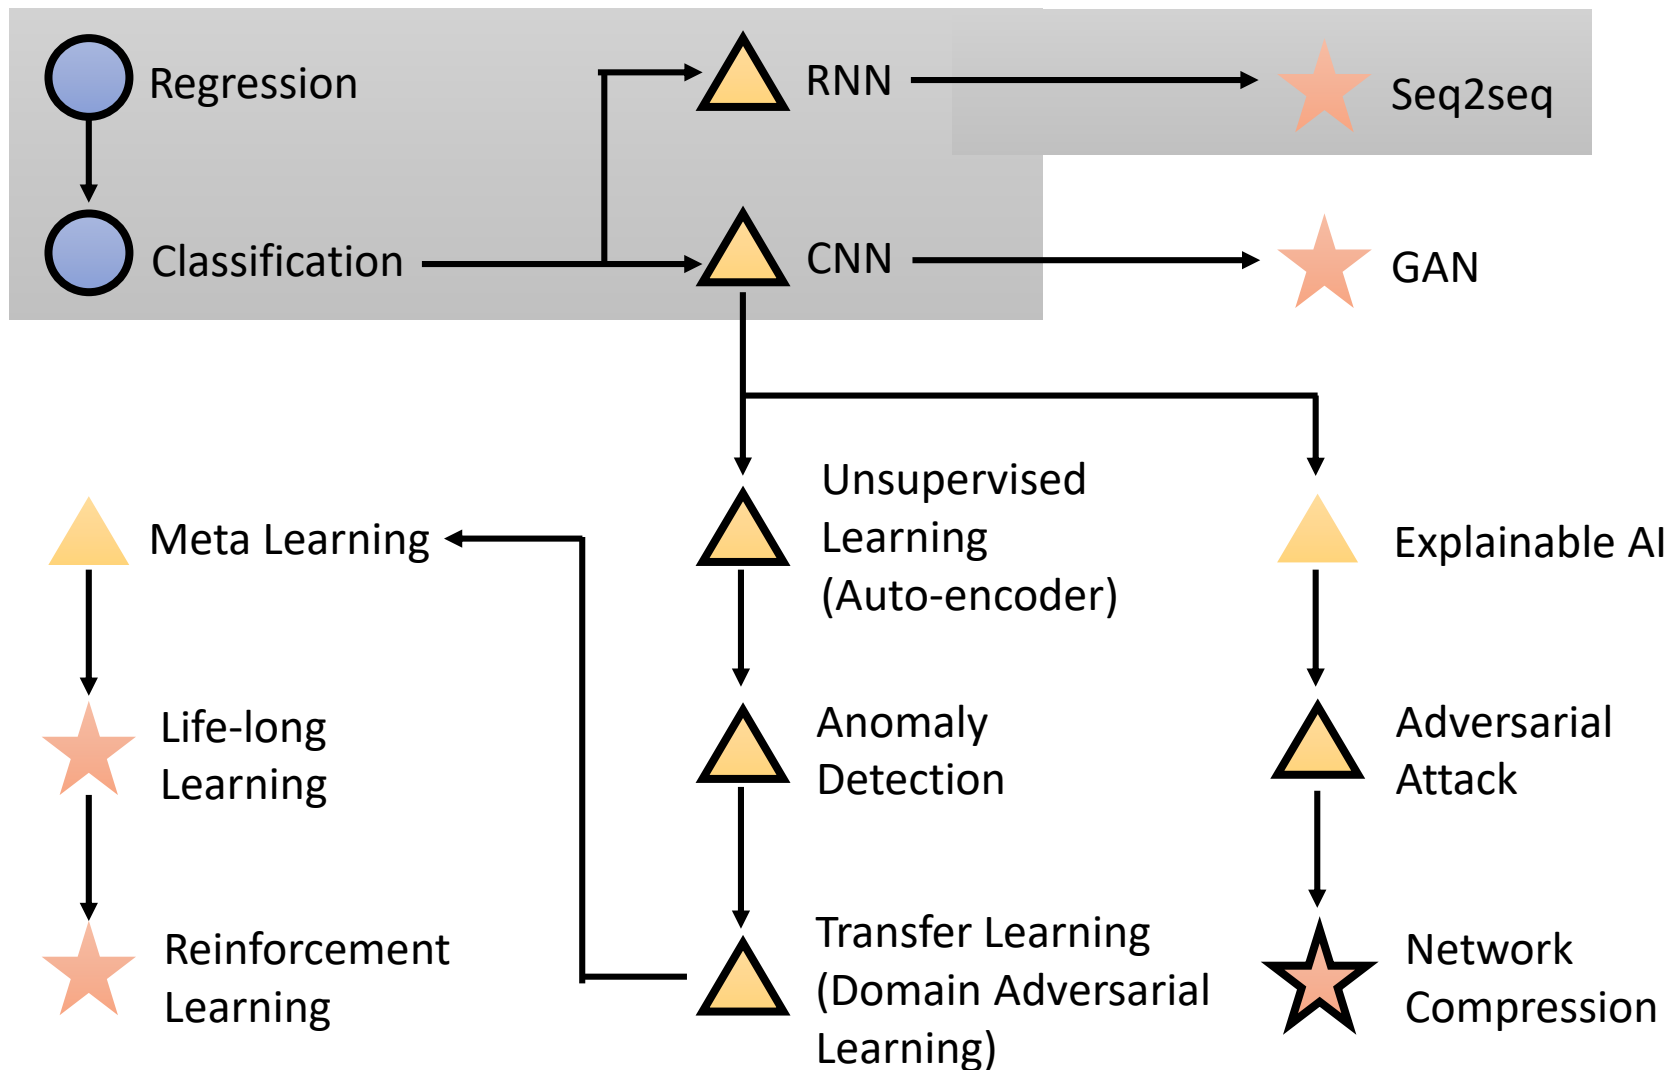 Regression
RNN
Seq2seq
Classification
CNN
GAN
Meta Learning
Unsupervised
Learning
(Auto-encoder)
Explainable AI
Life-long
Learning
Anomaly
Detection
Adversarial
Attack
Reinforcement
Learning
Transfer Learning
(Domain Adversarial
Learning)
Network
Compression